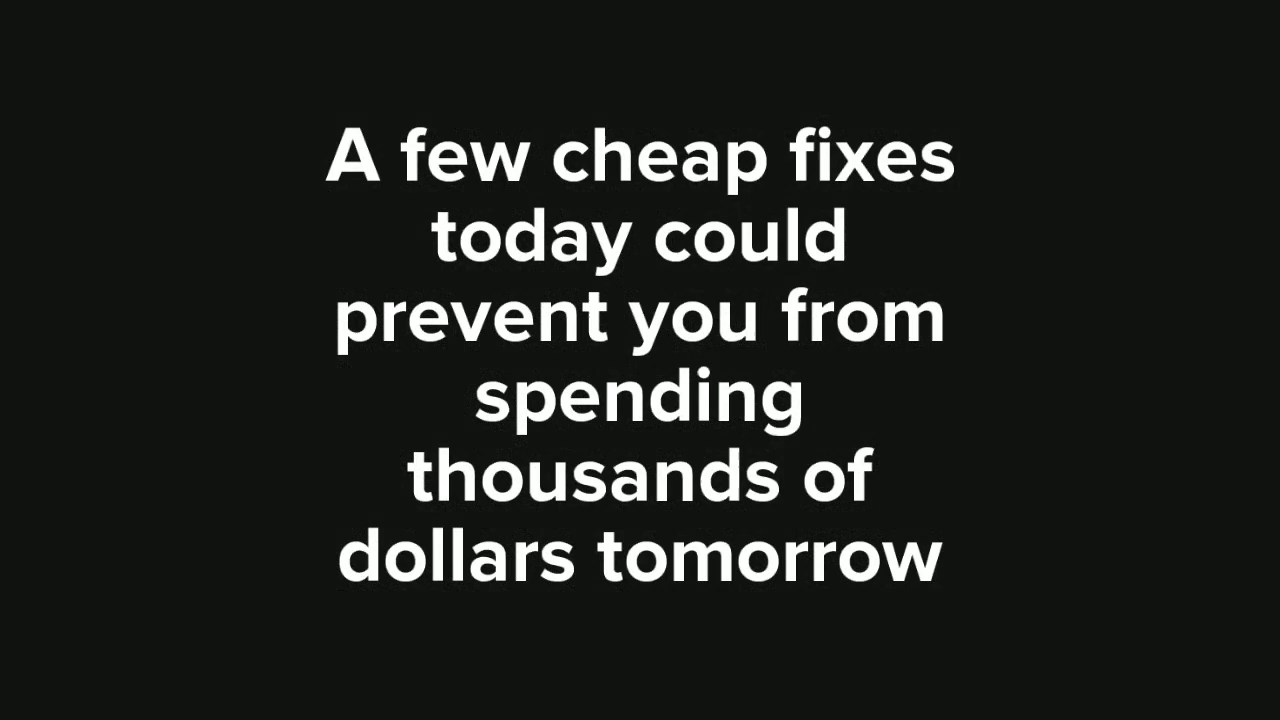 A few cheap fixes
today could
prevent you from
spending
thousands of
dollars tomorrow